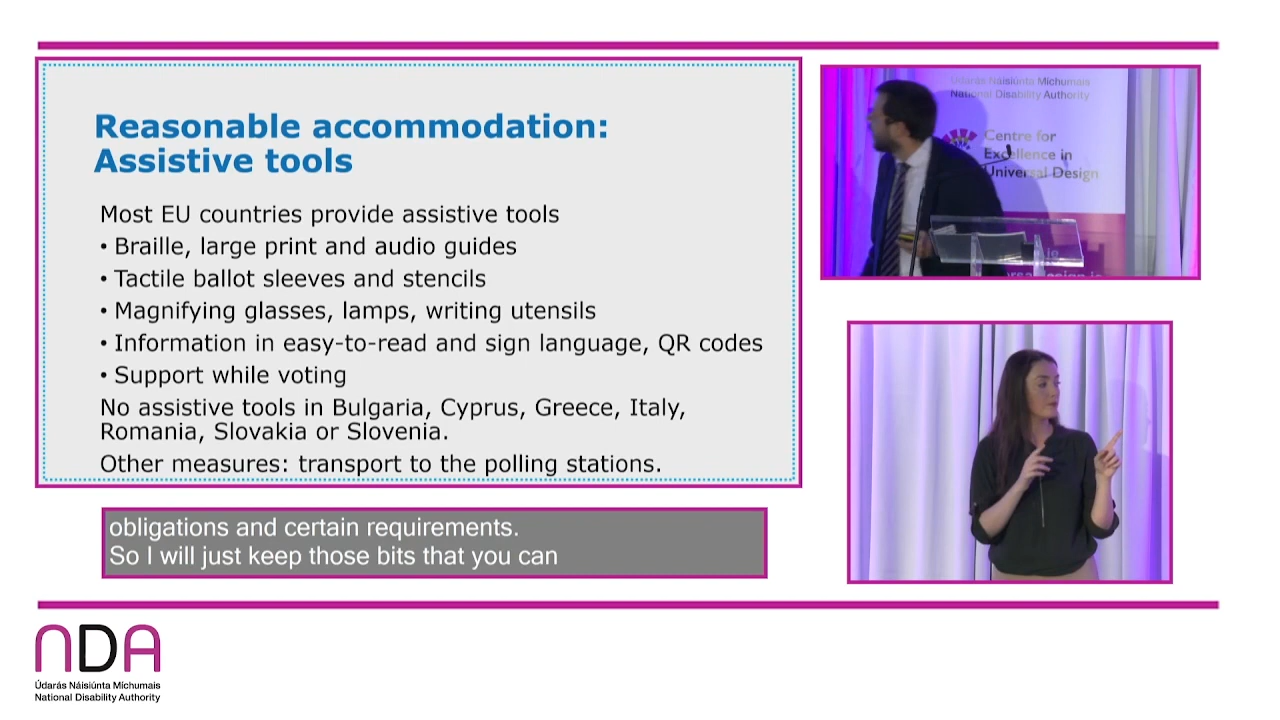 Reasonable accommodation:
Assistive tools
Most EU countries provide assistive tools
• Braille, large print and audio guides
• Tactile ballot sleeves and stencils
• Magnifying glasses, lamps, writing utensils
• Information in easy-to-read and sign language, QR codes
• Support while voting
No assistive tools in Bulgaria, Cyprus, Greece, Italy,
Romania, Slovakia or Slovenia.
Other measures: transport to the polling stations.
Údarás Náisiúnta Míchumais
National Disability Authority
Centre for
Excellence in
Universal Design
obligations and certain requirements.
So I will just keep those bits that you can
NDA
Údarás Náisiúnta Míchumais
National Disability Authority